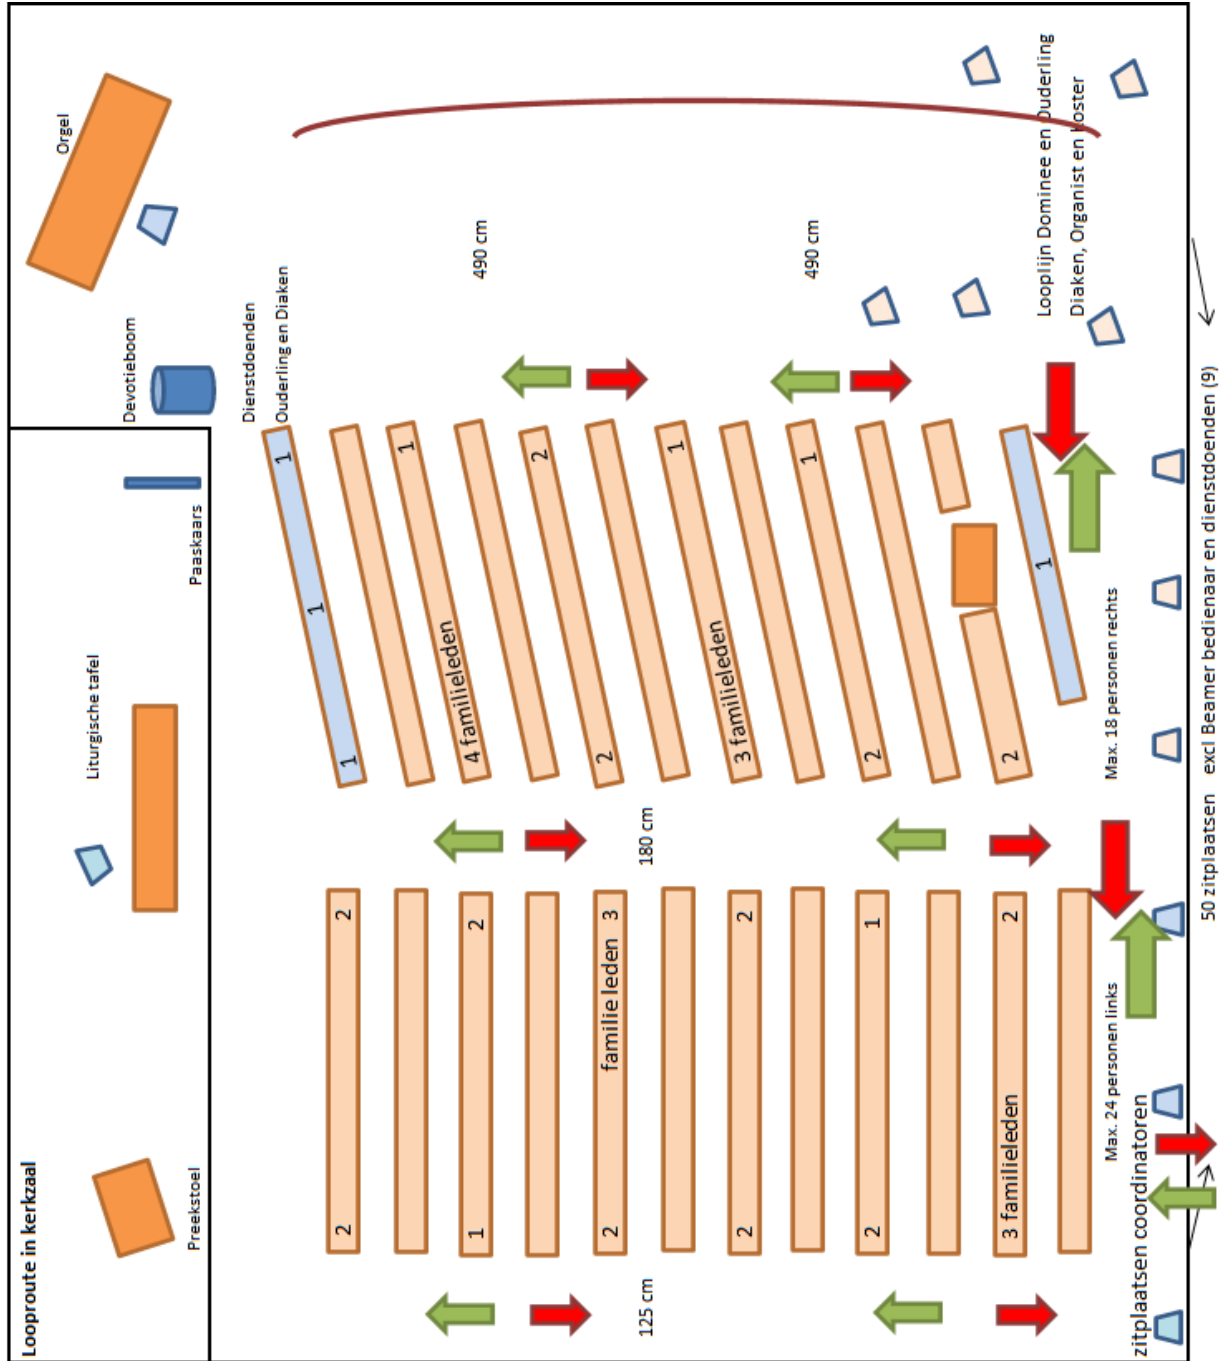 Looproute in kerkzaal
Preekstoel
Liturgische tafel
Paaskaars
Devotieboom
Orgel
Dienstdoenden
Ouderling en Diaken
2 2
1 2
2 familie leden 3
2 2
2 1
3 familieleden 2
1 1 1
4 familieleden 1
2 2
3 familieleden 1
2 1
2
1
125 cm
180 cm
490 cm
490 cm
Looplijn Dominee en Ouderling
Diaken, Organist en koster
Max. 24 personen links
Max. 18 personen rechts
zitplaatsen coordinatoren
50 zitplaatsen excl Beamer bedienaar en dienstdoenden (9)